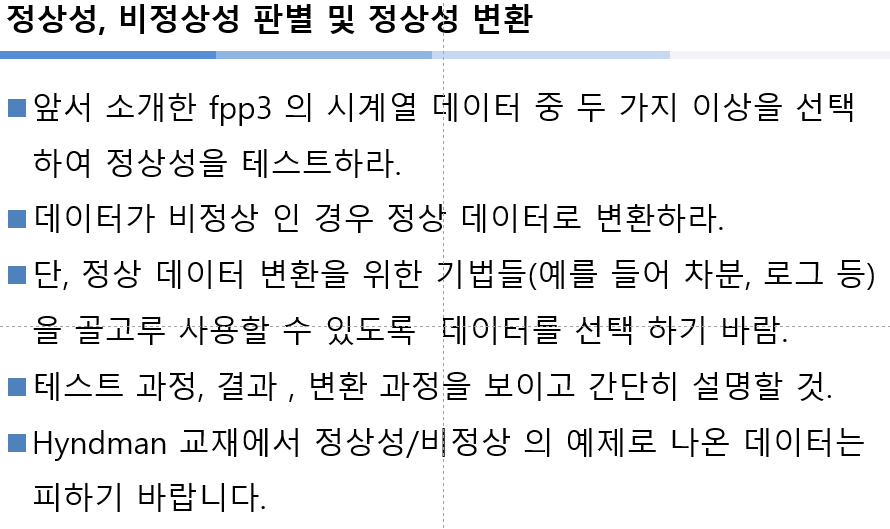 정상성, 비정상성 판별 및 정상성 변환
앞서 소개한 fpp3 의 시계열 데이터 중 두 가지 이상을 선택
하여 정상성을 테스트하라.
데이터가 비정상 인 경우 정상 데이터로 변환하라.
단, 정상 데이터 변환을 위한 기법들(예를 들어 차분, 로그 등)
을 골고루 사용할 수 있도록 데이터를 선택 하기 바람.
테스트 과정, 결과 , 변환 과정을 보이고 간단히 설명할 것.
Hyndman 교재에서 정상성/비정상 의 예제로 나온 데이터는
피하기 바랍니다.